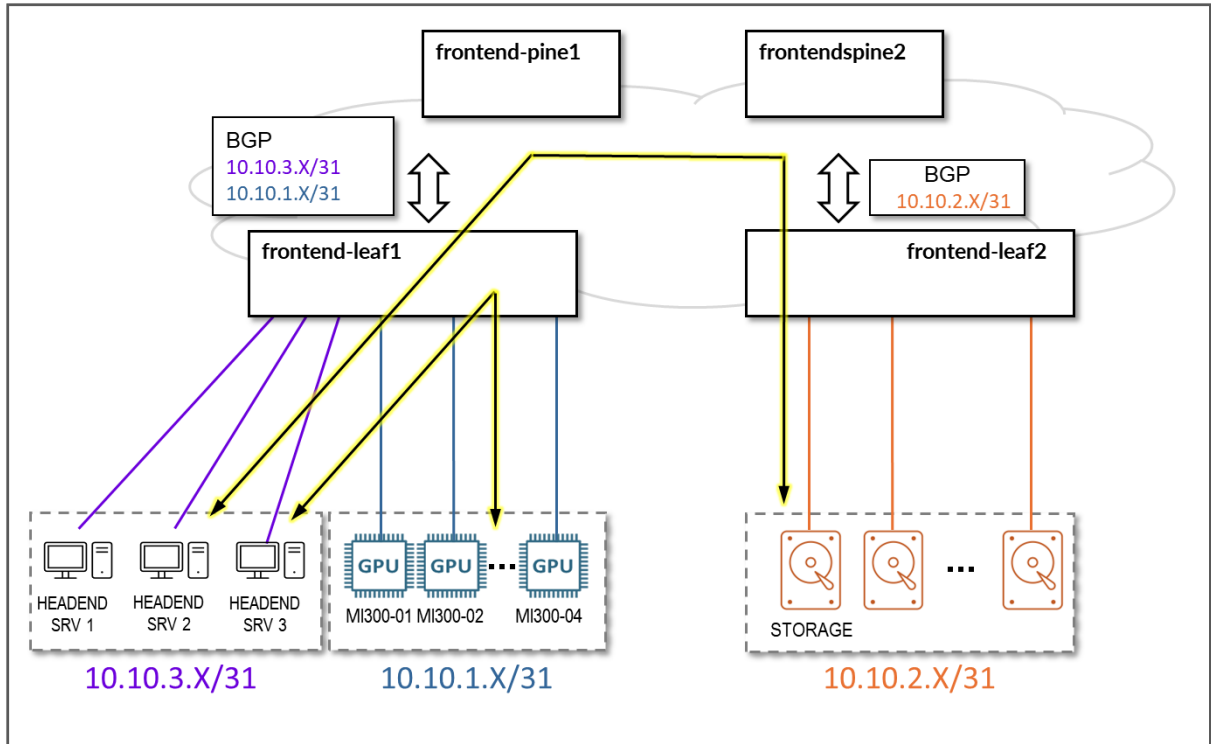 frontend-pine1
frontendspine2
BGP
10.10.3.X/31
10.10.1.X/31
BGP
10.10.2.X/31
frontend-leaf1
frontend-leaf2
GPU
GPU
GPU
HEADEND
SRV 1
HEADEND
SRV 2
HEADEND
SRV 3
MI300-01
MI300-02
MI300-04
STORAGE
10.10.3.X/31
10.10.1.X/31
10.10.2.X/31